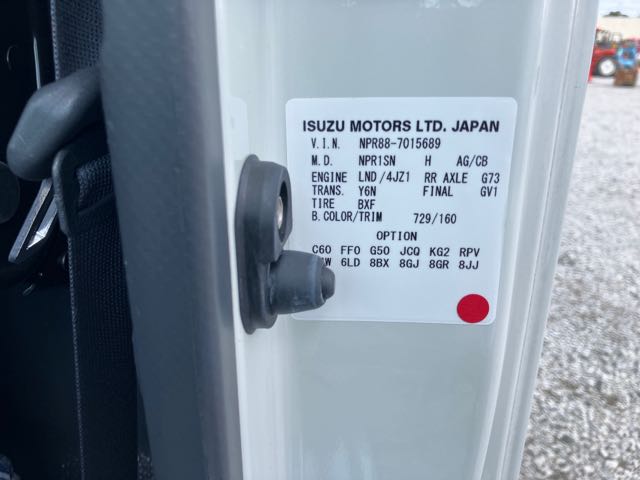 ISUZU MOTORS LTD. JAPAN
V.I.N. NPR88-7015689
M.D. NPR1SN H AG/CB
ENGINE LND/4JZ1 RR AXLE G73
TRANS. Y6N FINAL GV1
TIRE BXF
B.COLOR/TRIM 729/160
OPTION
C60 FF0 G50 JCQ KG2 RPV
6LD 8BX 8GJ 8GR 8JJ